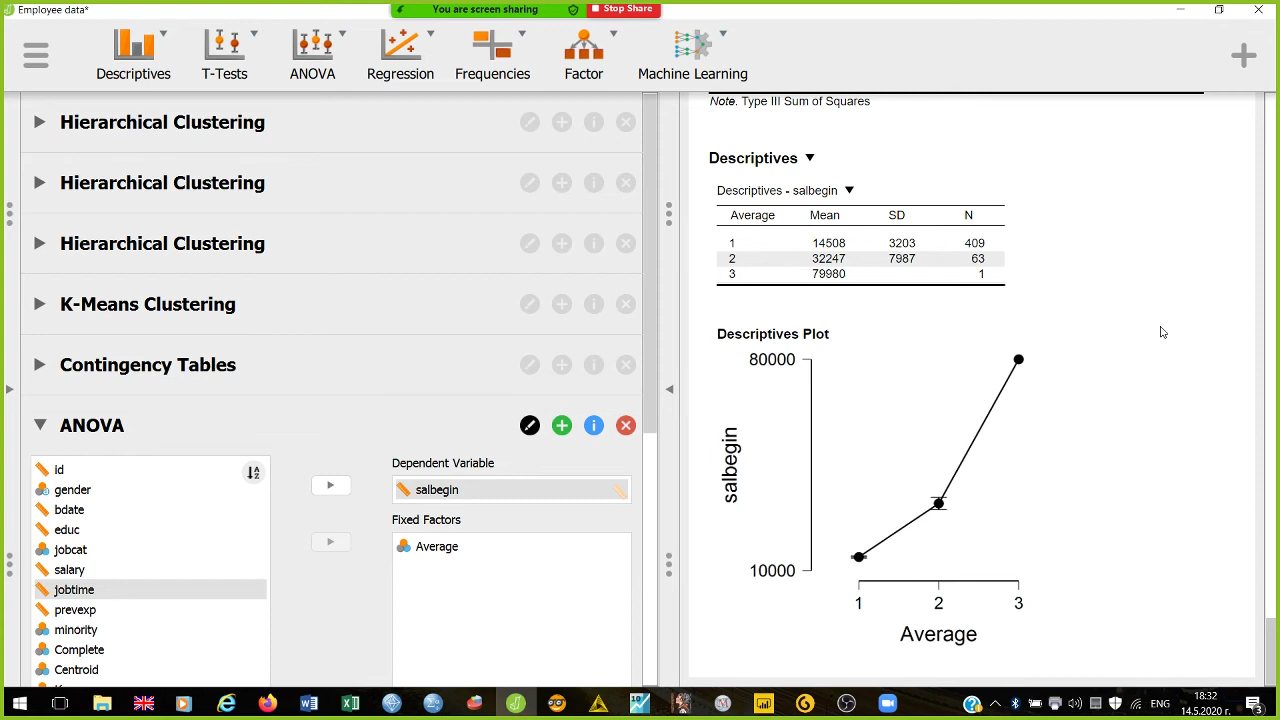 Employee data*
You are screen sharing
Stop Share
Descriptives
T-Tests
ANOVA
Regression
Frequencies
Factor
Machine Learning
Hierarchical Clustering
Hierarchical Clustering
Hierarchical Clustering
K-Means Clustering
Contingency Tables
ANOVA
id
gender
bdate
educ
jobcat
salary
jobtime
prevexp
minority
Complete
Centroid
Dependent Variable
salbegin
Fixed Factors
Average
Note. Type III Sum of Squares
Descriptives
Descriptives - salbegin
Average Mean SD N
1 14508 3203 409
2 32247 7987 63
3 79980 1
Descriptives Plot
80000
salbegin
10000
1 2 3
Average
ENG
18:32
14.5.2020 г.
3